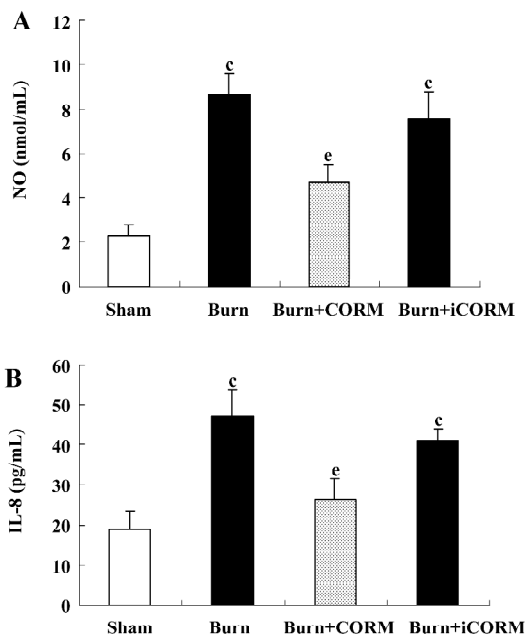 A
12
10
8
6
4
2
0
NO (nmol/mL)
c
e
c
Sham Burn Burn+CORM Burn+iCORM
B
60
50
40
30
20
10
0
IL-8 (pg/mL)
c
e
c
Sham Burn Burn+CORM Burn+iCORM